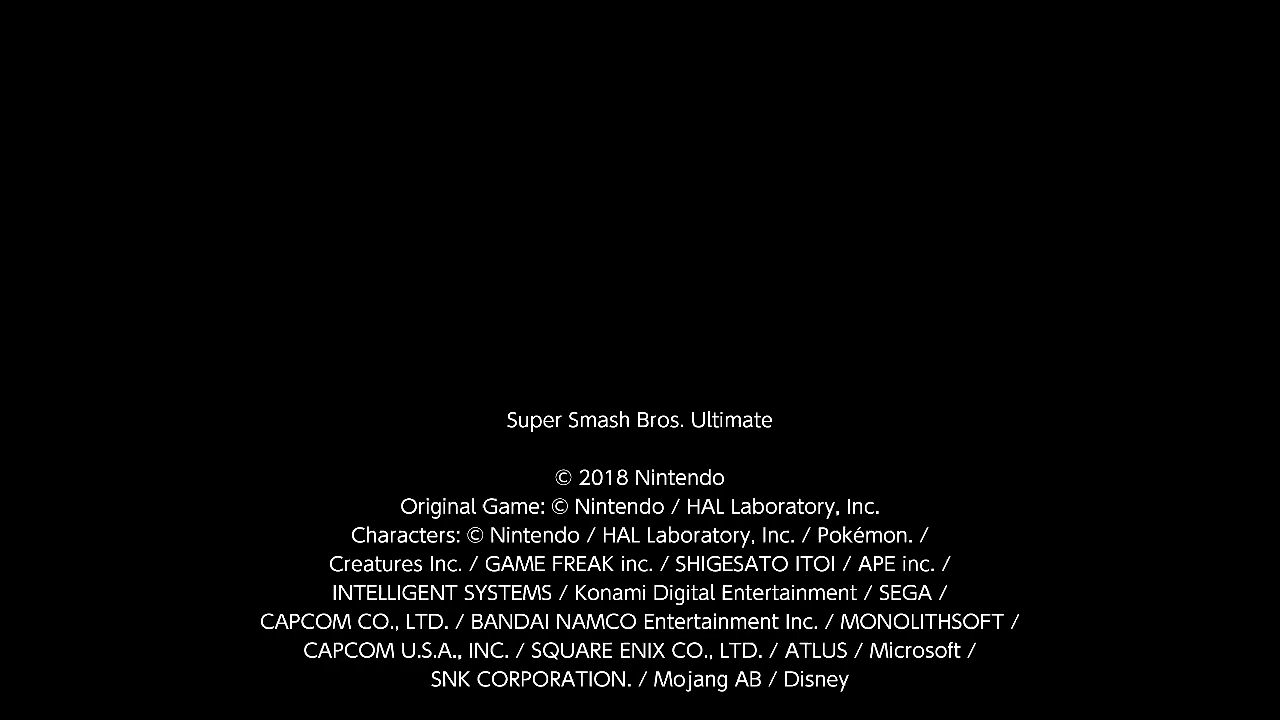 Super Smash Bros. Ultimate
© 2018 Nintendo
Original Game: © Nintendo / HAL Laboratory, Inc.
Characters: © Nintendo / HAL Laboratory, Inc. / Pokémon. /
Creatures Inc. / GAME FREAK inc. / SHIGESATO ITOI / APE inc. /
INTELLIGENT SYSTEMS / Konami Digital Entertainment / SEGA /
CAPCOM CO., LTD. / BANDAI NAMCO Entertainment Inc. / MONOLITHSOFT /
CAPCOM U.S.A., INC. / SQUARE ENIX CO., LTD. / ATLUS / Microsoft /
SNK CORPORATION. / Mojang AB / Disney